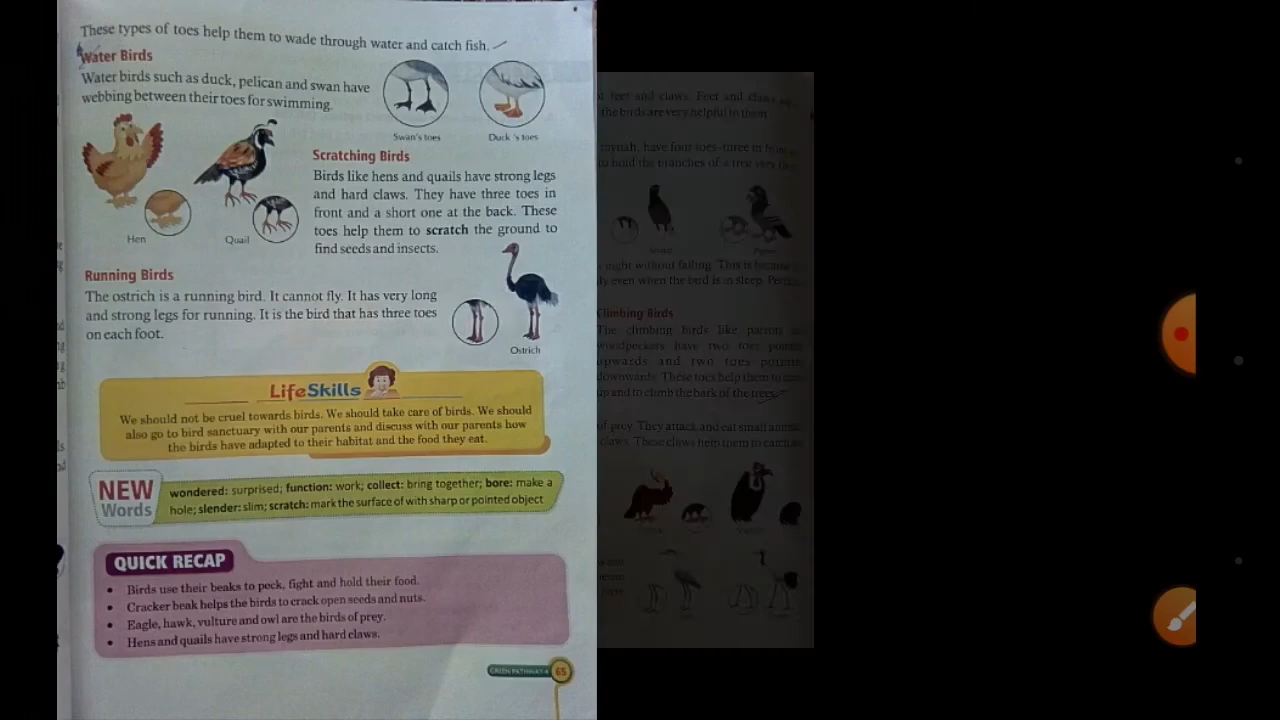 These types of toes help them to wade through water and catch fish.
Water Birds
Water birds such as duck, pelican and swan have
webbing between their toes for swimming.
Swan's toes
Duck 's toes
Scratching Birds
Birds like hens and quails have strong legs
and hard claws. They have three toes in
front and a short one at the back. These
toes help them to scratch the ground to
find seeds and insects.
Hen
Quail
Running Birds
The ostrich is a running bird. It cannot fly. It has very long
and strong legs for running. It is the bird that has three toes
on each foot.
Ostrich
LifeSkills
We should not be cruel towards birds. We should take care of birds. We should
also go to bird sanctuary with our parents and discuss with our parents how
the birds have adapted to their habitat and the food they eat.
NEW
Words
wondered: surprised; function: work; collect: bring together; bore: make a
hole; slender: slim; scratch: mark the surface of with sharp or pointed object
QUICK RECAP
• Birds use their beaks to peck, fight and hold their food.
• Cracker beak helps the birds to crack open seeds and nuts.
• Eagle, hawk, vulture and owl are the birds of prey.
• Hens and quails have strong legs and hard claws.
GREEN PATHWAY-4
65
feet and claws. Feet and claws
the birds are very helpful to them.
have four toes-three in front
to hold the branches of a tree very
night without falling. This is because
even when the bird is in sleep.
Climbing Birds
The climbing birds like parrots
woodpeckers have two toes
upwards and two toes
downwards. These toes help them to
up and to climb the bark of the trees.
of prey. They attack and eat small
claws. These claws help them to catch